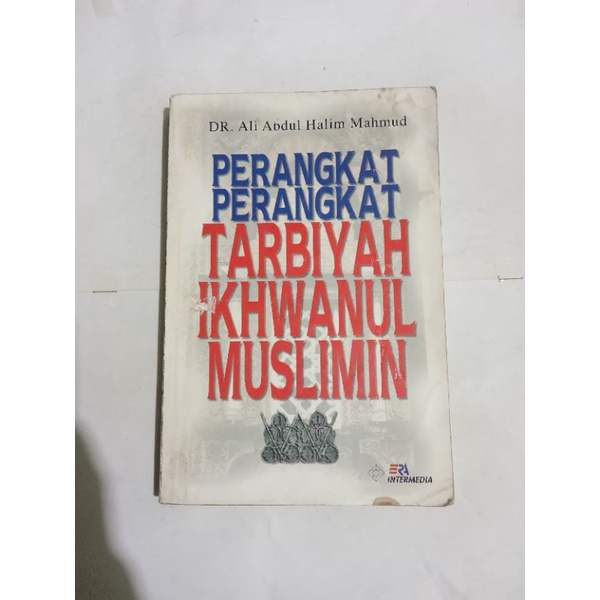 DR. Ali Abdul Halim Mahmud
PERANGKAT
PERANGKAT
TARBIYAH
IKHWANUL
MUSLIMIN
ERA
INTERMEDIA